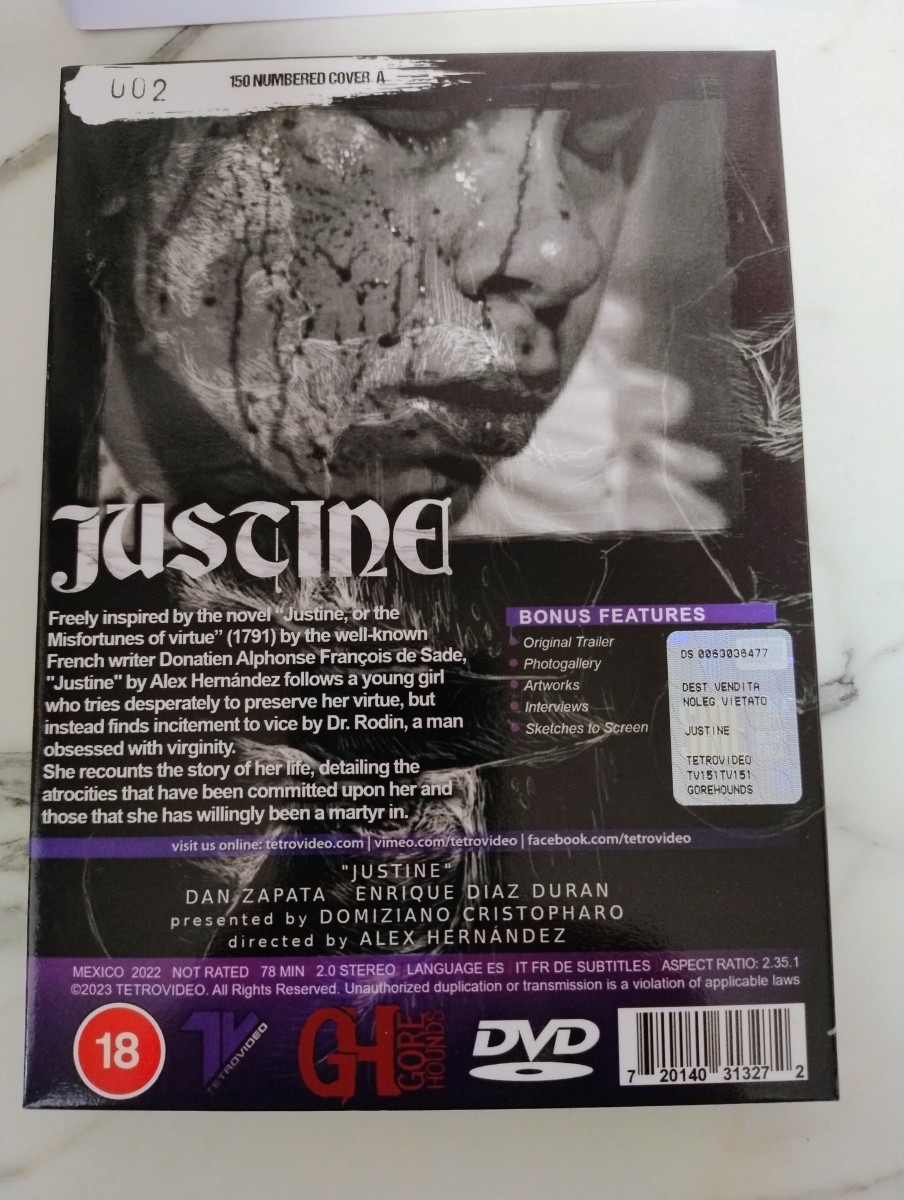 002
150 NUMBERED COVER A
JUSTINE
Freely inspired by the novel "Justine, or the
Misfortunes of virtue" (1791) by the well-known
French writer Donatien Alphonse François de Sade,
"Justine" by Alex Hernández follows a young girl
who tries desperately to preserve her virtue, but
instead finds incitement to vice by Dr. Rodin, a man
obsessed with virginity.
She recounts the story of her life, detailing the
atrocities that have been committed upon her and
those that she has willingly been a martyr in.
BONUS FEATURES
Original Trailer
Photogallery
Artworks
Interviews
Sketches to Screen
DS 0063036477
DEST.VENDITA
NOLEG VIETATO
JUSTINE
TETROVIDEO
TV151TV151
GOREHOUNDS
visit us online: tetrovideo.com | vimeo.com/tetrovideo | facebook.com/tetrovideo
"JUSTINE"
DAN ZAPATA ENRIQUE DIAZ DURAN
presented by DOMIZIANO CRISTOPHARO
directed by ALEX HERNÁNDEZ
MEXICO 2022 NOT RATED 78 MIN 2.0 STEREO LANGUAGE ES IT FR DE SUBTITLES ASPECT RATIO: 2.35.1
©2023 TETROVIDEO. All Rights Reserved. Unauthorized duplication or transmission is a violation of applicable laws
18
TV
TETROVIDEO
GH
GORE
HOUNDS
DVD
7 20140 31327 2